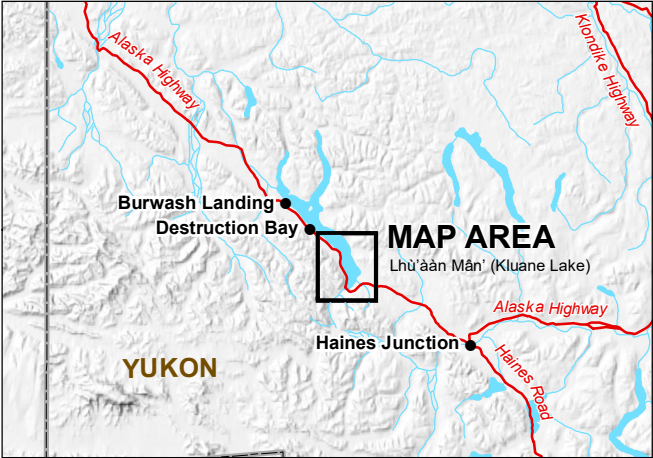 Alaska Highway
Klondike Highway
Burwash Landing
Destruction Bay
MAP AREA
Lhù'ààn Mân' (Kluane Lake)
Alaska Highway
Haines Junction
YUKON
Haines Road